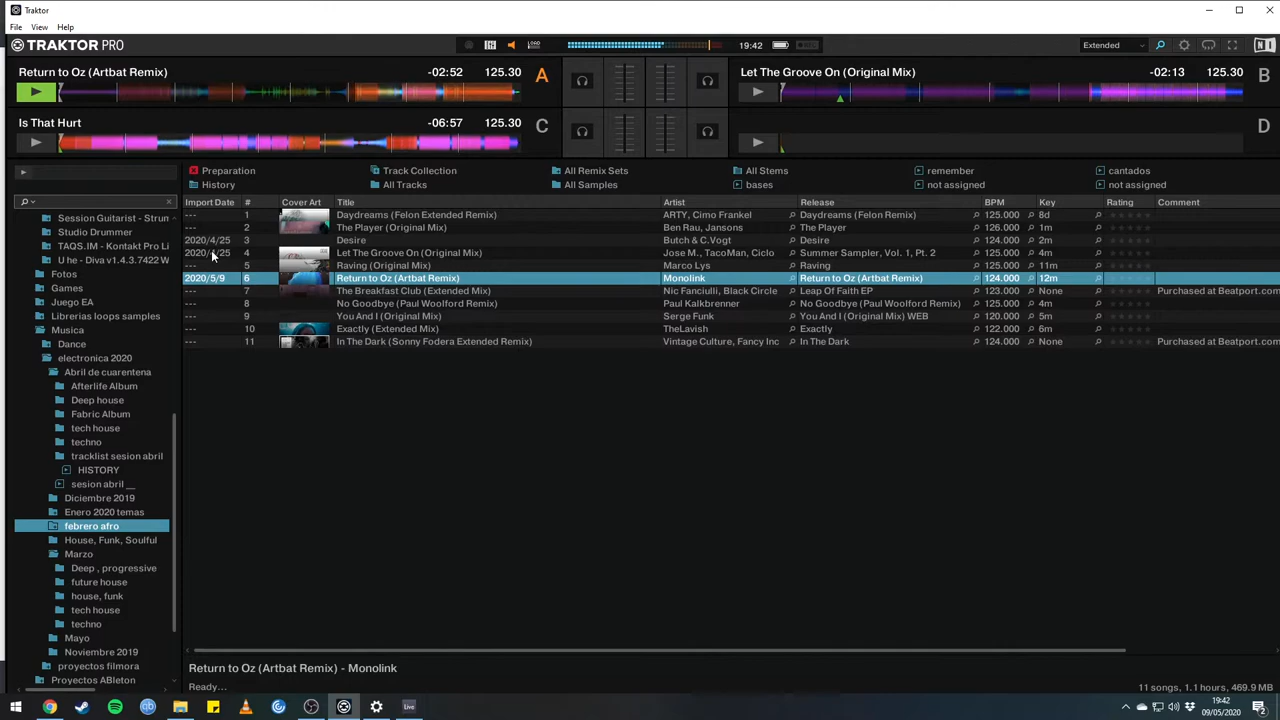 Traktor
File View Help
TRAKTOR PRO
LOAD
19:42
Extended
Return to Oz (Artbat Remix) -02:52 125.30 A
Let The Groove On (Original Mix) -02:13 125.30 B
Is That Hurt -06:57 125.30 C
D
Preparation Track Collection All Remix Sets All Stems remember cantados
History All Tracks All Samples bases not assigned not assigned
Import Date # Cover Art Title Artist Release BPM Key Rating Comment
--- 1 Daydreams (Felon Extended Remix) ARTY, Cimo Frankel Daydreams (Felon Remix) 125.000 8d
--- 2 The Player (Original Mix) Ben Rau, Jansons The Player 126.000 1m
2020/4/25 3 Desire Butch & C.Vogt Desire 124.000 2m
2020/4/25 4 Let The Groove On (Original Mix) Jose M., TacoMan, Ciclo Summer Sampler, Vol. 1, Pt. 2 125.000 4m
--- 5 Raving (Original Mix) Marco Lys Raving 125.000 11m
2020/5/9 6 Return to Oz (Artbat Remix) Monolink Return to Oz (Artbat Remix) 124.000 12m
--- 7 The Breakfast Club (Extended Mix) Nic Fanciulli, Black Circle Leap Of Faith EP 123.000 None Purchased at Beatport.com
--- 8 No Goodbye (Paul Woolford Remix) Paul Kalkbrenner No Goodbye (Paul Woolford Remix) 125.000 4m
--- 9 You And I (Original Mix) Serge Funk You And I (Original Mix) WEB 120.000 5m
--- 10 Exactly (Extended Mix) TheLavish Exactly 122.000 6m
--- 11 In The Dark (Sonny Fodera Extended Remix) Vintage Culture, Fancy Inc In The Dark 124.000 None Purchased at Beatport.com
Session Guitarist - Strun
Studio Drummer
TAQS.IM - Kontakt Pro Li
U he - Diva v1.4.3.7422 W
Fotos
Games
Juego EA
Librerias loops samples
Musica
Dance
electronica 2020
Abril de cuarentena
Afterlife Album
Deep house
Fabric Album
tech house
techno
tracklist sesion abril
HISTORY
sesion abril __
Diciembre 2019
Enero 2020 temas
febrero afro
House, Funk, Soulful
Marzo
Deep , progressive
future house
house, funk
tech house
techno
Mayo
Noviembre 2019
proyectos filmora
Proyectos ABleton
Return to Oz (Artbat Remix) - Monolink
Ready...
11 songs, 1.1 hours, 469.9 MB
qb
Live
19:42
09/05/2020
2